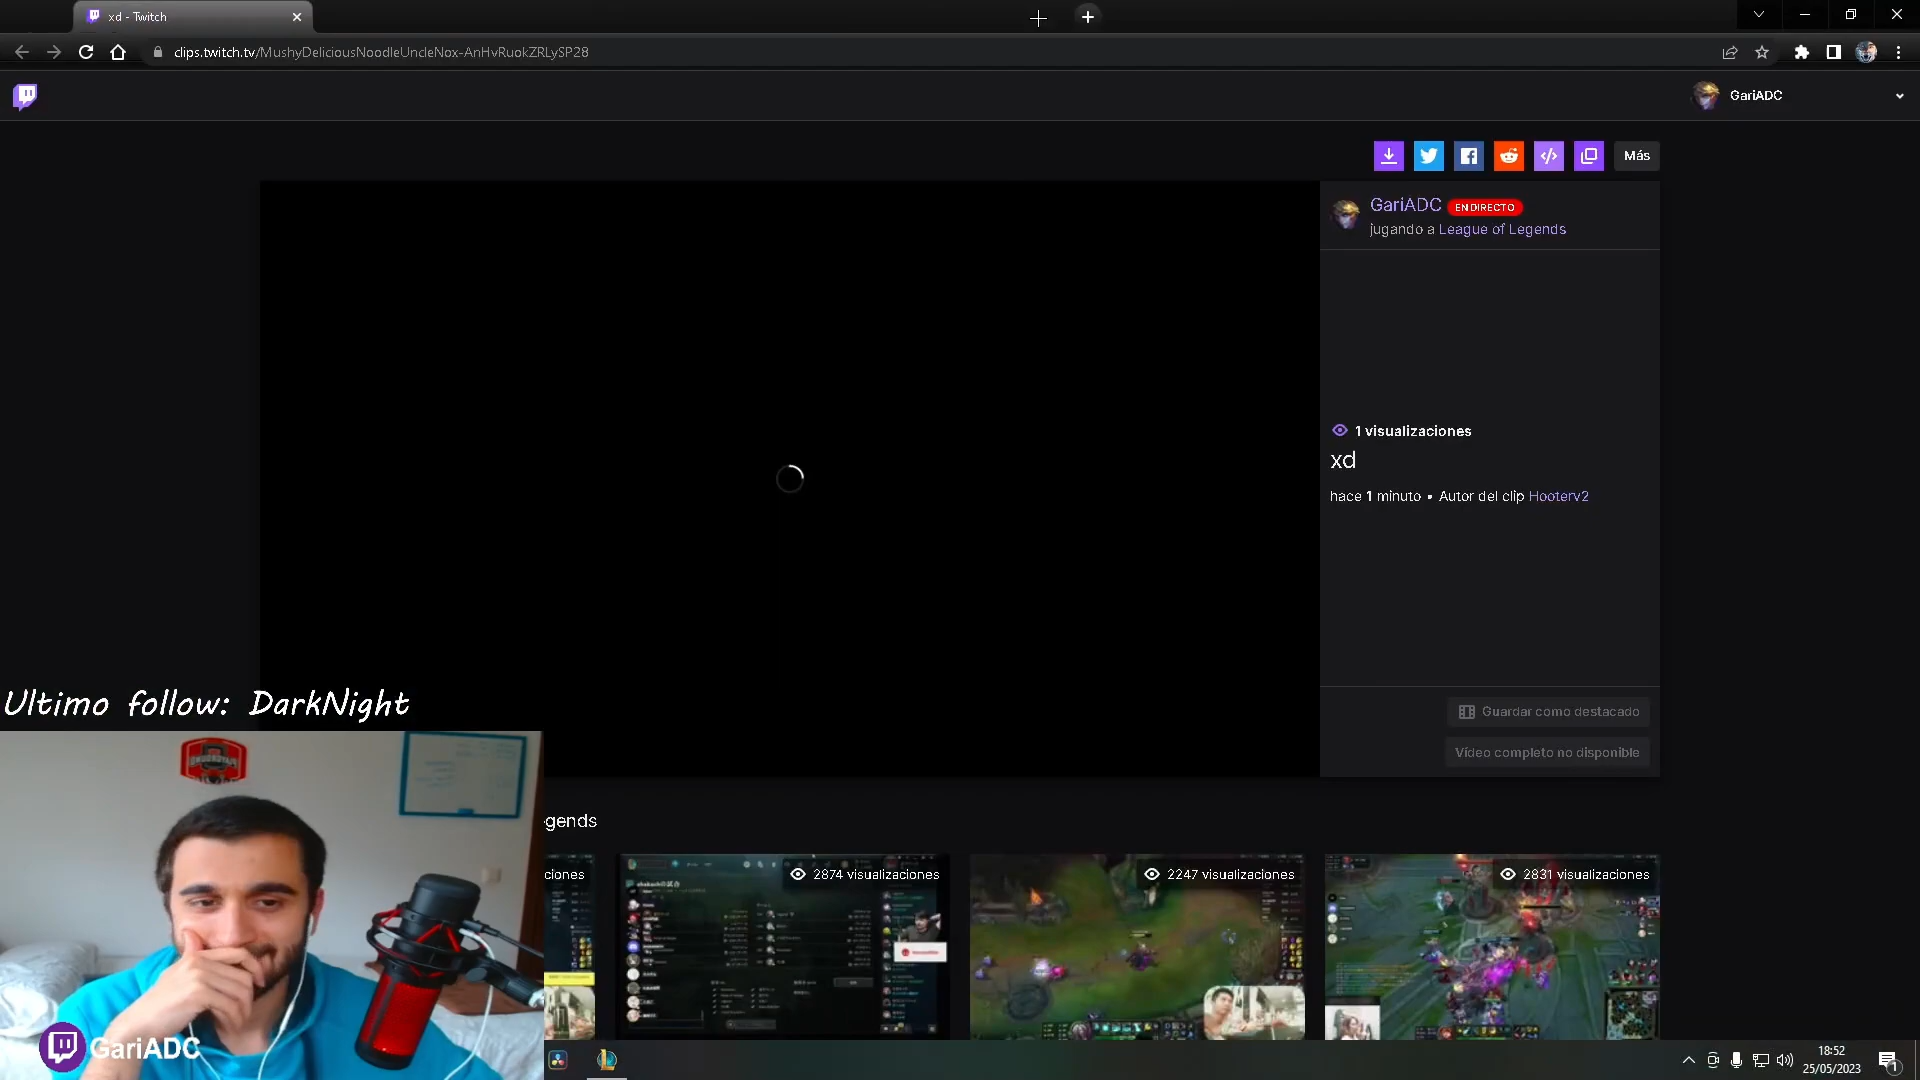 xd - Twitch
clips.twitch.tv/MushyDeliciousNoodleUncleNox-AnHvRuokZRLySP28
GariADC
Más
GariADC EN DIRECTO
jugando a League of Legends
1 visualizaciones
xd
hace 1 minuto • Autor del clip Hooterv2
Guardar como destacado
Vídeo completo no disponible
Ultimo follow: DarkNight
egends
ciones
2874 visualizaciones
2247 visualizaciones
2831 visualizaciones
GariADC
18:52
25/05/2023
1